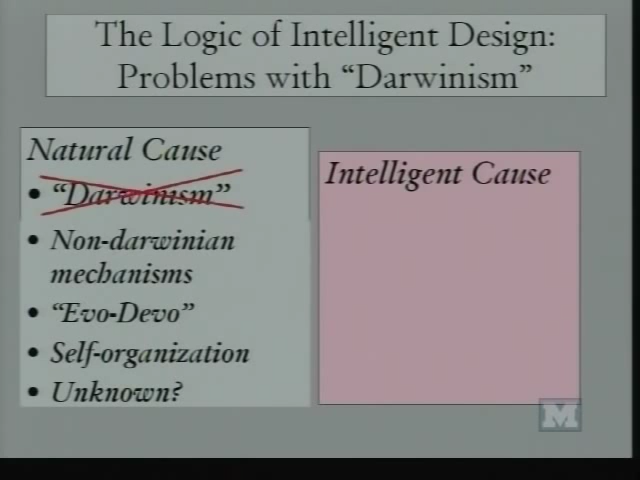 The Logic of Intelligent Design:
Problems with “Darwinism”
Natural Cause
• “Darwinism”
• Non-darwinian
mechanisms
• “Evo-Devo”
• Self-organization
• Unknown?
Intelligent Cause
M